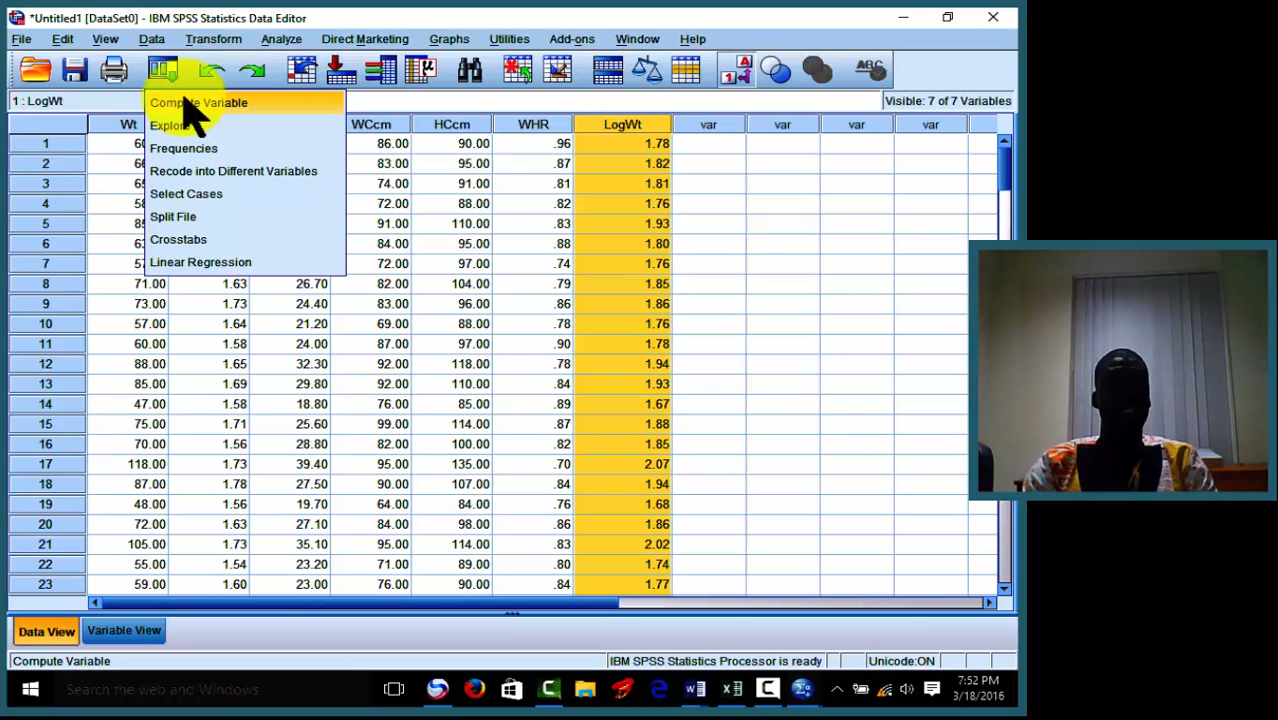 *Untitled1 [DataSet0] - IBM SPSS Statistics Data Editor
File Edit View Data Transform Analyze Direct Marketing Graphs Utilities Add-ons Window Help
1 : LogWt Visible: 7 of 7 Variables
Compute Variable
Explore
Frequencies
Recode into Different Variables
Select Cases
Split File
Crosstabs
Linear Regression
Wt WCcm HCcm WHR LogWt var var var var
1 86.00 90.00 .96 1.78
2 83.00 95.00 .87 1.82
3 74.00 91.00 .81 1.81
4 72.00 88.00 .82 1.76
5 91.00 110.00 .83 1.93
6 84.00 95.00 .88 1.80
7 72.00 97.00 .74 1.76
8 71.00 1.63 26.70 82.00 104.00 .79 1.85
9 73.00 1.73 24.40 83.00 96.00 .86 1.86
10 57.00 1.64 21.20 69.00 88.00 .78 1.76
11 60.00 1.58 24.00 87.00 97.00 .90 1.78
12 88.00 1.65 32.30 92.00 118.00 .78 1.94
13 85.00 1.69 29.80 92.00 110.00 .84 1.93
14 47.00 1.58 18.80 76.00 85.00 .89 1.67
15 75.00 1.71 25.60 99.00 114.00 .87 1.88
16 70.00 1.56 28.80 82.00 100.00 .82 1.85
17 118.00 1.73 39.40 95.00 135.00 .70 2.07
18 87.00 1.78 27.50 90.00 107.00 .84 1.94
19 48.00 1.56 19.70 64.00 84.00 .76 1.68
20 72.00 1.63 27.10 84.00 98.00 .86 1.86
21 105.00 1.73 35.10 95.00 114.00 .83 2.02
22 55.00 1.54 23.20 71.00 89.00 .80 1.74
23 59.00 1.60 23.00 76.00 90.00 .84 1.77
Data View Variable View
Compute Variable IBM SPSS Statistics Processor is ready Unicode:ON
Search the web and Windows
7:52 PM
3/18/2016